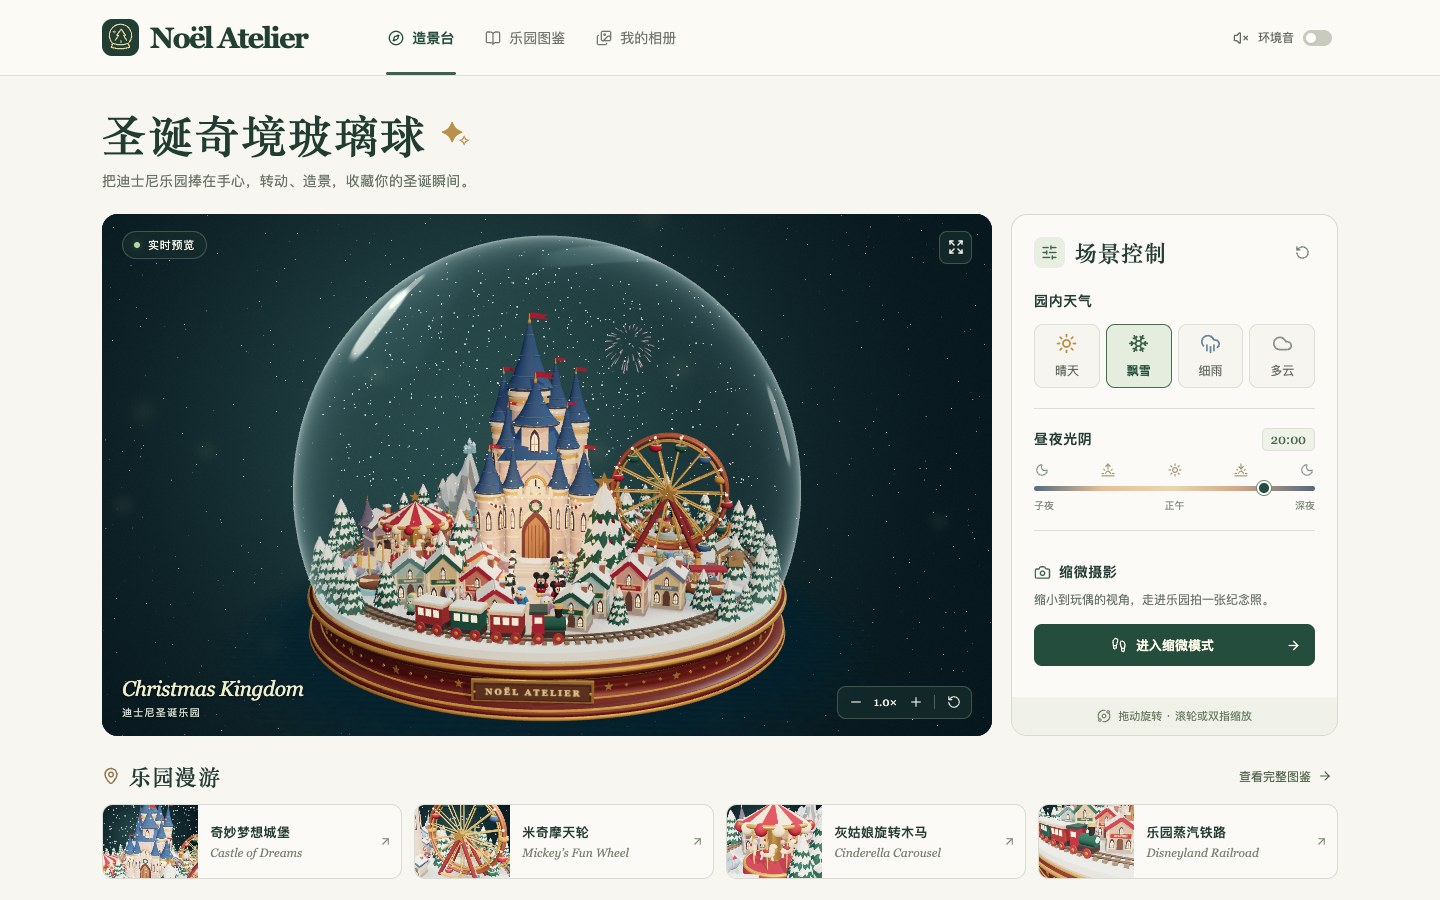 Noël Atelier
造景台
乐园图鉴
我的相册
环境音
圣诞奇境玻璃球
把迪士尼乐园捧在手心，转动、造景，收藏你的圣诞瞬间。
实时预览
NOËL ATELIER
Christmas Kingdom
迪士尼圣诞乐园
1.0×
场景控制
园内天气
晴天
飘雪
细雨
多云
昼夜光阴
20:00
子夜
正午
深夜
缩微摄影
缩小到玩偶的视角，走进乐园拍一张纪念照。
进入缩微模式
拖动旋转 · 滚轮或双指缩放
乐园漫游
查看完整图鉴
奇妙梦想城堡
Castle of Dreams
米奇摩天轮
Mickey's Fun Wheel
灰姑娘旋转木马
Cinderella Carousel
乐园蒸汽铁路
Disneyland Railroad